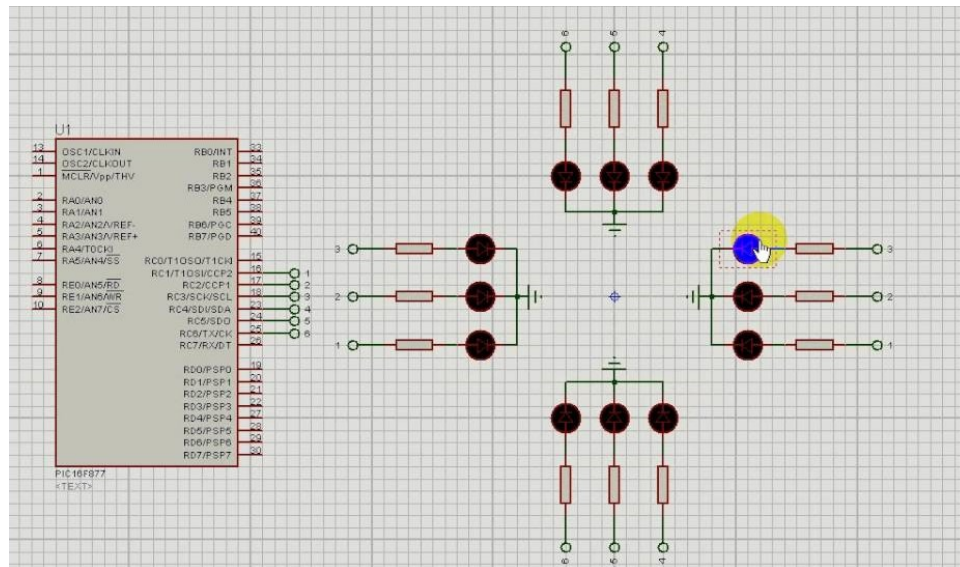 U1
13 OSC1/CLKIN RB0/INT 33
14 OSC2/CLKOUT RB1 34
1 MCLR/Vpp/THV RB2 35
RB3/PGM 36
2 RA0/AN0 RB4 37
3 RA1/AN1 RB5 38
4 RA2/AN2/VREF- RB6/PGC 39
5 RA3/AN3/VREF+ RB7/PGD 40
6 RA4/T0CKI
7 RA5/AN4/SS RC0/T1OSO/T1CKI 15
RC1/T1OSI/CCP2 16 1
8 RE0/AN5/RD RC2/CCP1 17 2
9 RE1/AN6/WR RC3/SCK/SCL 18 3
10 RE2/AN7/CS RC4/SDI/SDA 23 4
RC5/SDO 24 5
RC6/TX/CK 25 6
RC7/RX/DT 26
RD0/PSP0 19
RD1/PSP1 20
RD2/PSP2 21
RD3/PSP3 22
RD4/PSP4 27
RD5/PSP5 28
RD6/PSP6 29
RD7/PSP7 30
PIC16F877
<TEXT>
6 5 4
3 3
2 2
1 1
6 5 4